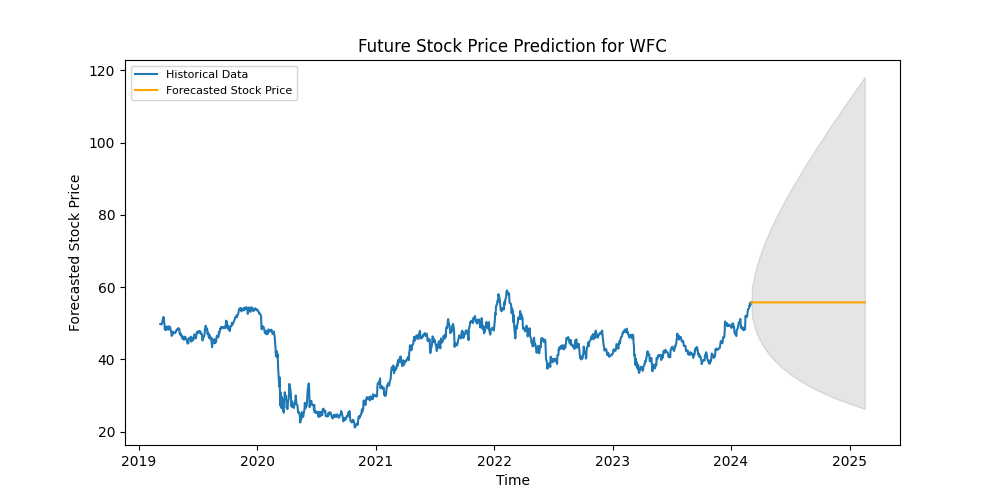 Future Stock Price Prediction for WFC
Historical Data
Forecasted Stock Price
Forecasted Stock Price
120
100
80
60
40
20
2019
2020
2021
2022
2023
2024
2025
Time